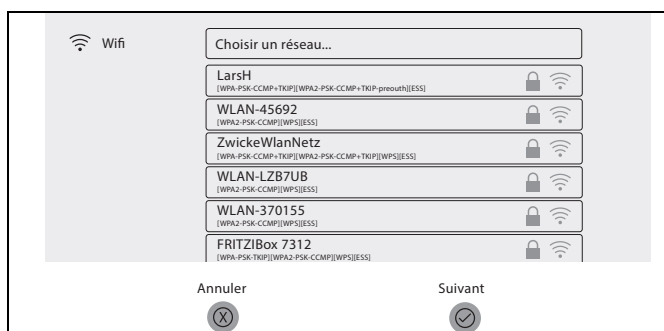 Wifi
Choisir un réseau...
LarsH
[WPA-PSK-CCMP+TKIP][WPA2-PSK-CCMP+TKIP-preouth][ESS]
WLAN-45692
[WPA2-PSK-CCMP][WPS][ESS]
ZwickeWlanNetz
[WPA-PSK-CCMP+TKIP][WPA2-PSK-CCMP+TKIP][WPS][ESS]
WLAN-LZB7UB
[WPA2-PSK-CCMP][WPS][ESS]
WLAN-370155
[WPA2-PSK-CCMP][WPS][ESS]
FRITZIBox 7312
[WPA-PSK-TKIP][WPA2-PSK-CCMP][WPS][ESS]
Annuler Suivant